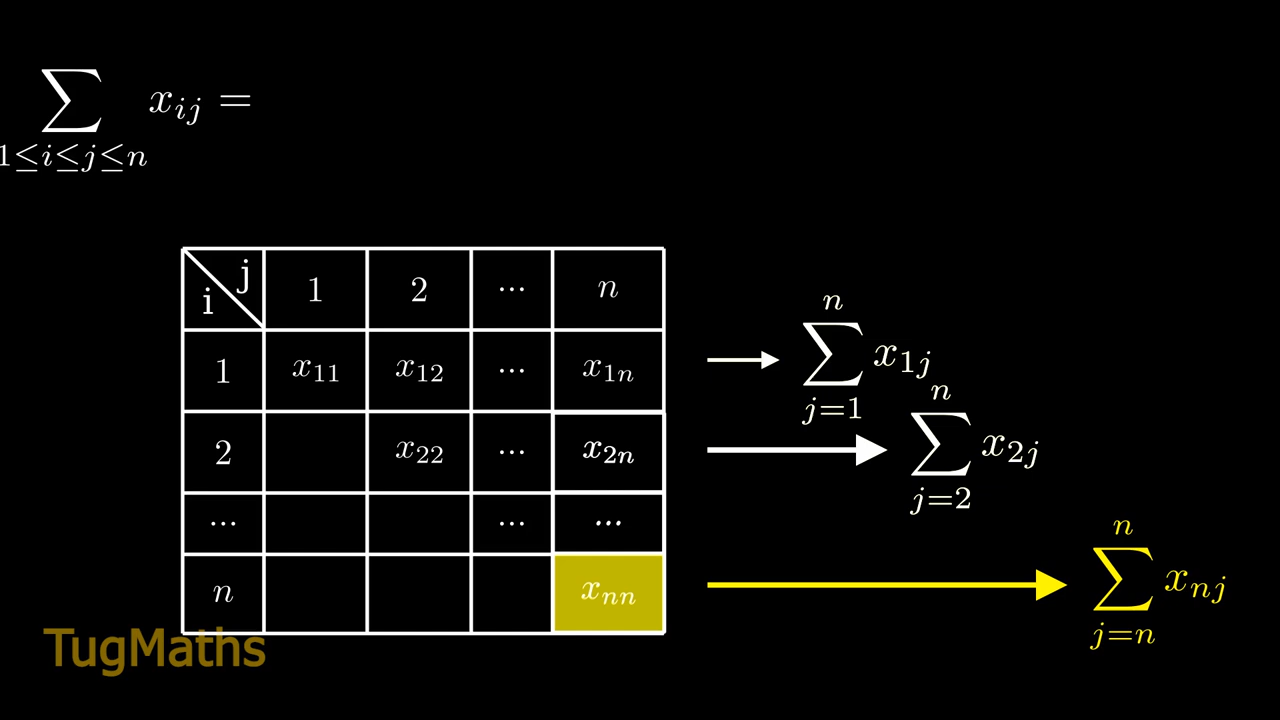 ∑_{1≤i≤j≤n} x_{ij} =
i j 1 2 ... n
1 x_{11} x_{12} ... x_{1n} ∑_{j=1}^{n} x_{1j}
2 x_{22} ... x_{2n} ∑_{j=2}^{n} x_{2j}
... ... ...
n x_{nn} ∑_{j=n}^{n} x_{nj}
TugMaths